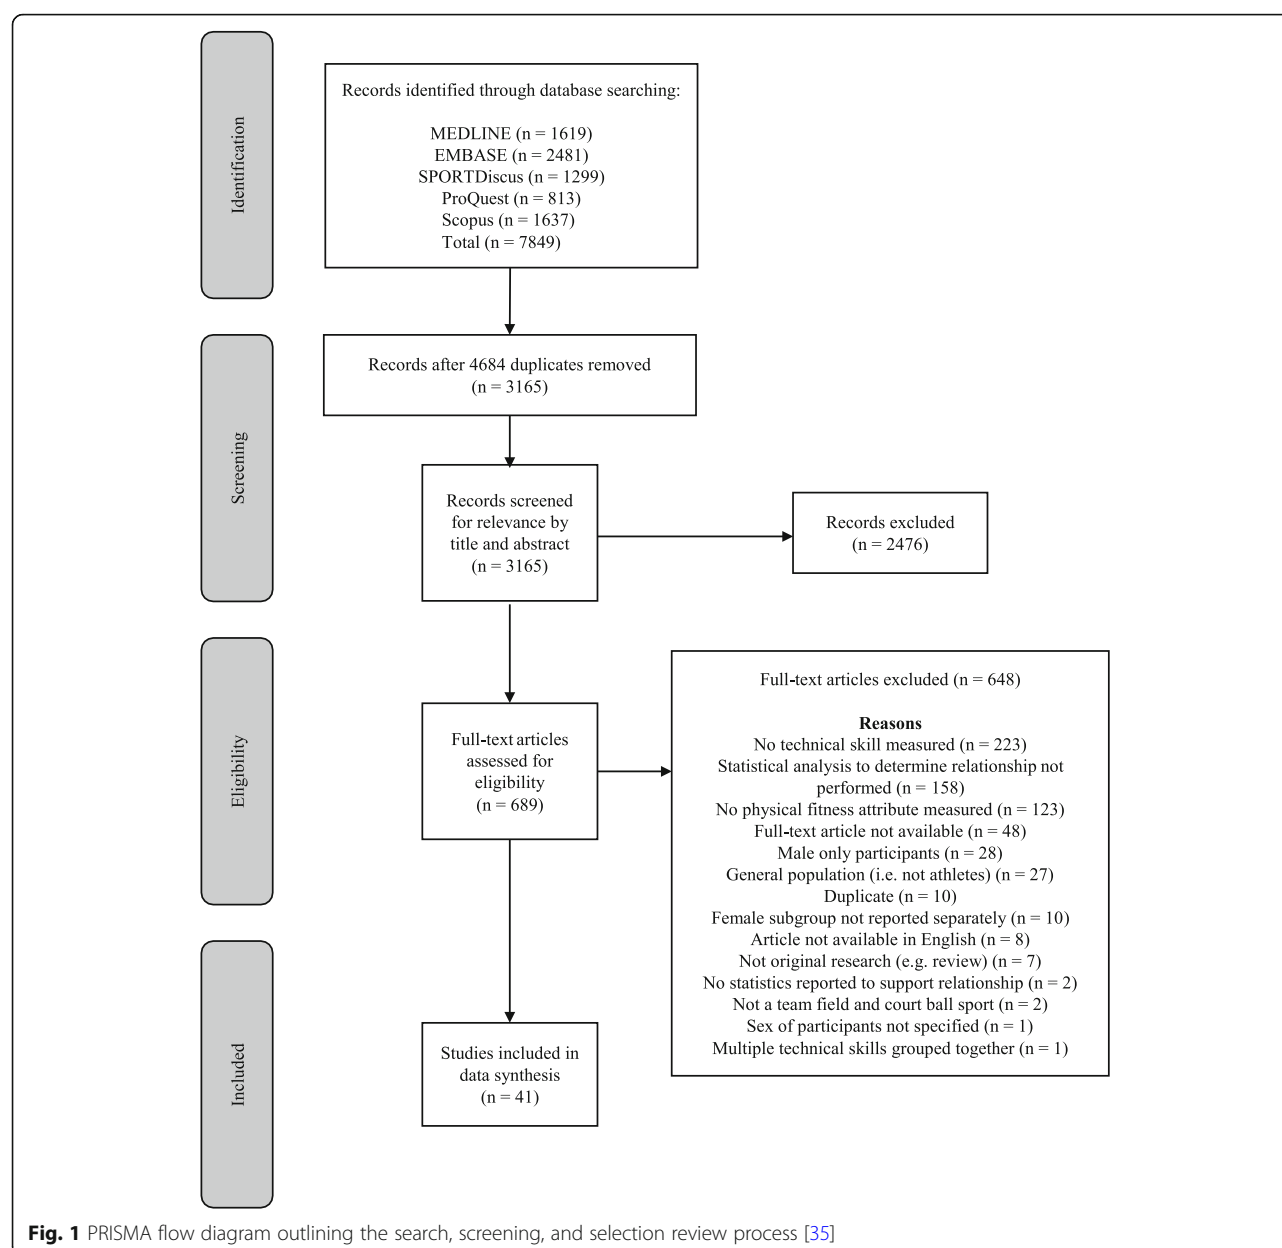 Identification
Records identified through database searching:
MEDLINE (n = 1619)
EMBASE (n = 2481)
SPORTDiscus (n = 1299)
ProQuest (n = 813)
Scopus (n = 1637)
Total (n = 7849)
Screening
Records after 4684 duplicates removed
(n = 3165)
Records screened
for relevance by
title and abstract
(n = 3165)
Records excluded
(n = 2476)
Eligibility
Full-text articles
assessed for
eligibility
(n = 689)
Full-text articles excluded (n = 648)
Reasons
No technical skill measured (n = 223)
Statistical analysis to determine relationship not
performed (n = 158)
No physical fitness attribute measured (n = 123)
Full-text article not available (n = 48)
Male only participants (n = 28)
General population (i.e. not athletes) (n = 27)
Duplicate (n = 10)
Female subgroup not reported separately (n = 10)
Article not available in English (n = 8)
Not original research (e.g. review) (n = 7)
No statistics reported to support relationship (n = 2)
Not a team field and court ball sport (n = 2)
Sex of participants not specified (n = 1)
Multiple technical skills grouped together (n = 1)
Included
Studies included in
data synthesis
(n = 41)
Fig. 1 PRISMA flow diagram outlining the search, screening, and selection review process [35]